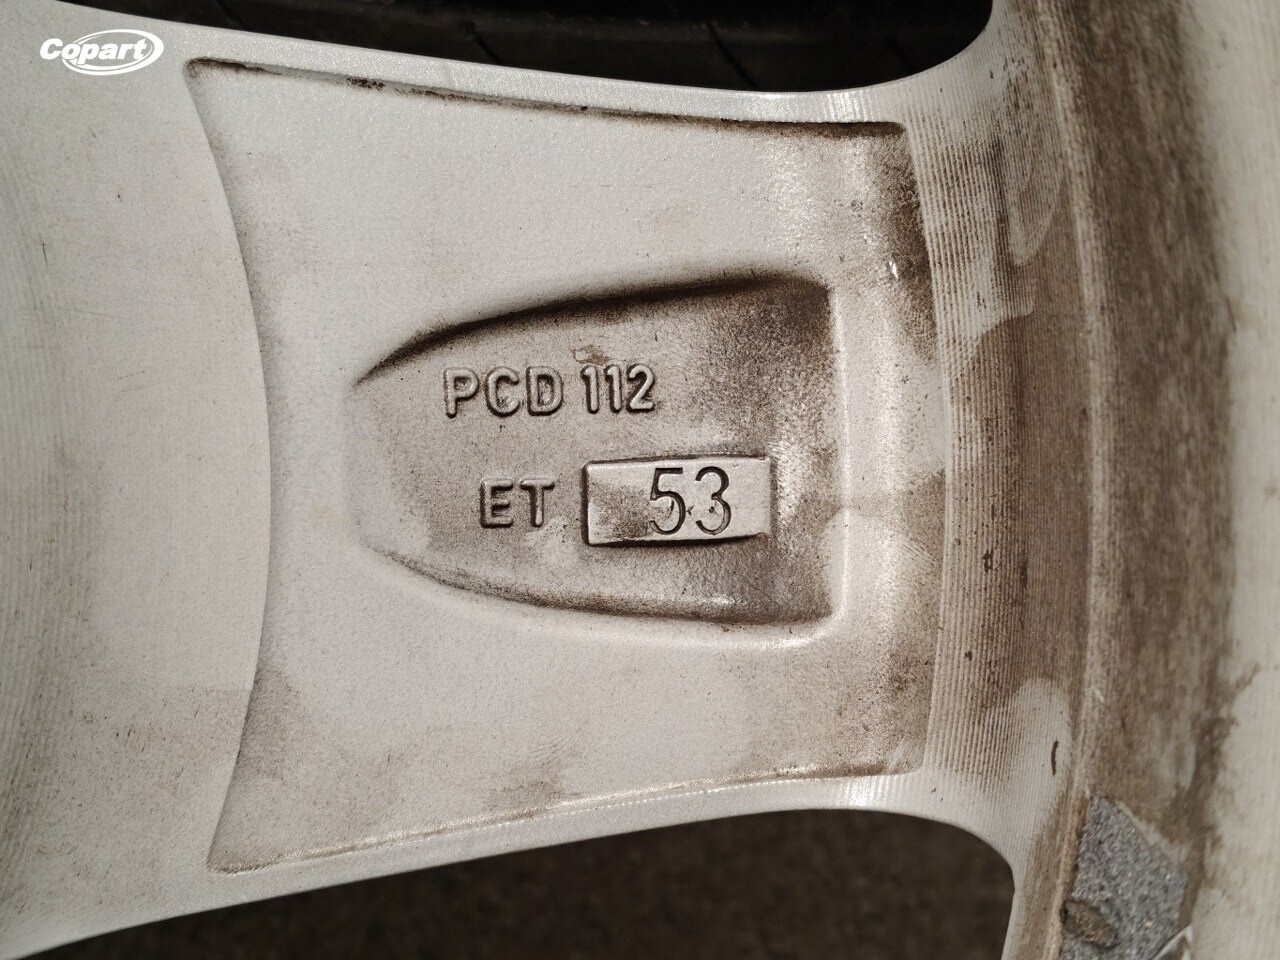 Copart
PCD 112
ET 53